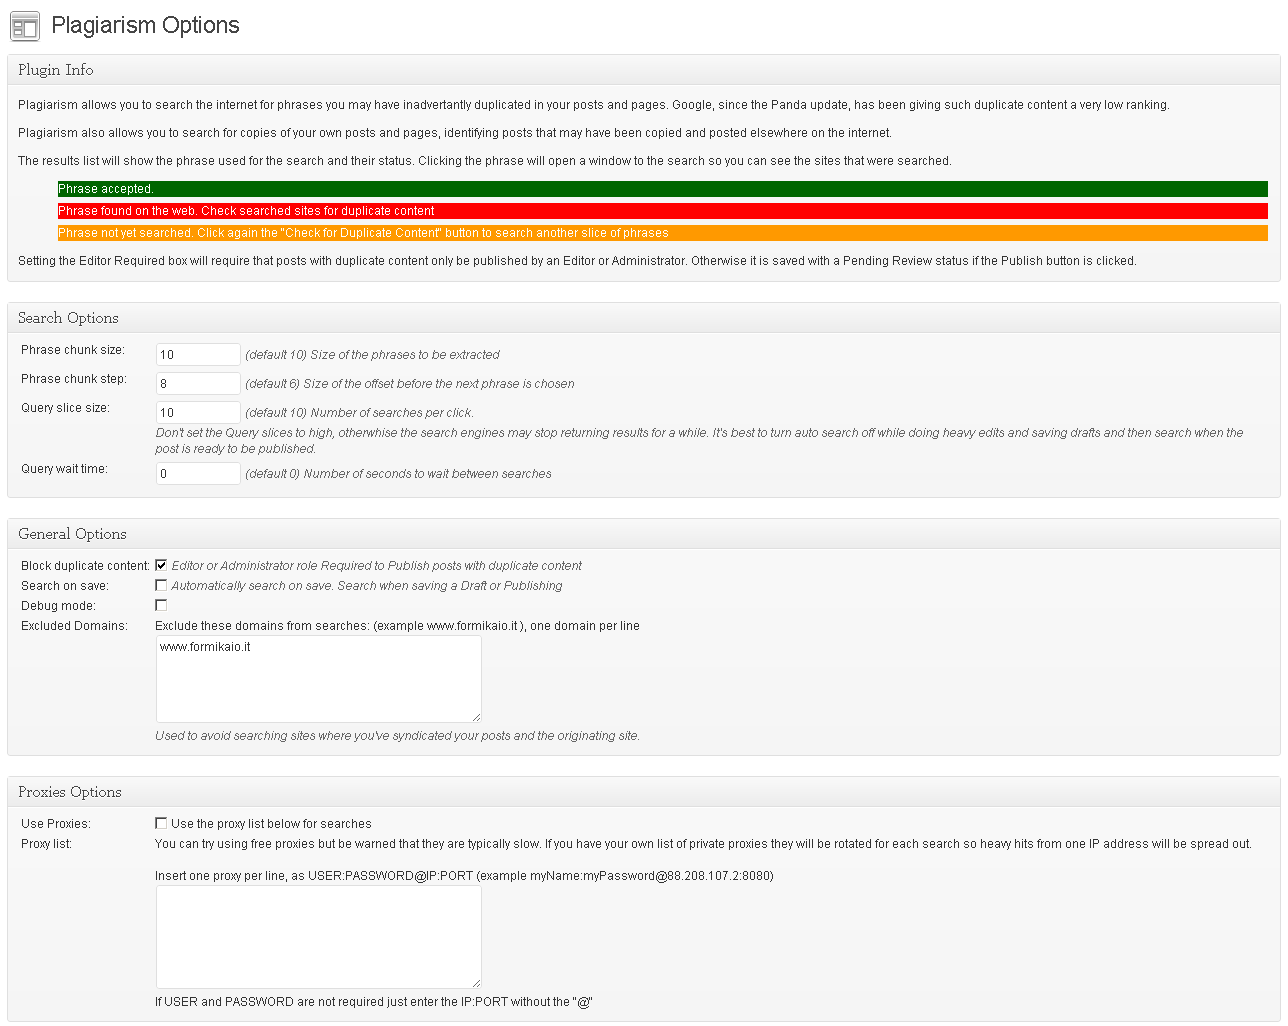 Plagiarism Options
Plugin Info
Plagiarism allows you to search the internet for phrases you may have inadvertantly duplicated in your posts and pages. Google, since the Panda update, has been giving such duplicate content a very low ranking.
Plagiarism also allows you to search for copies of your own posts and pages, identifying posts that may have been copied and posted elsewhere on the internet.
The results list will show the phrase used for the search and their status. Clicking the phrase will open a window to the search so you can see the sites that were searched.
Phrase accepted.
Phrase found on the web. Check searched sites for duplicate content
Phrase not yet searched. Click again the "Check for Duplicate Content" button to search another slice of phrases
Setting the Editor Required box will require that posts with duplicate content only be published by an Editor or Administrator. Otherwise it is saved with a Pending Review status if the Publish button is clicked.
Search Options
Phrase chunk size: 10 (default 10) Size of the phrases to be extracted
Phrase chunk step: 8 (default 6) Size of the offset before the next phrase is chosen
Query slice size: 10 (default 10) Number of searches per click.
Don't set the Query slices to high, otherwhise the search engines may stop returning results for a while. It's best to turn auto search off while doing heavy edits and saving drafts and then search when the
post is ready to be published.
Query wait time: 0 (default 0) Number of seconds to wait between searches
General Options
Block duplicate content: Editor or Administrator role Required to Publish posts with duplicate content
Search on save: Automatically search on save. Search when saving a Draft or Publishing
Debug mode:
Excluded Domains: Exclude these domains from searches: (example www.formikaio.it ), one domain per line
www.formikaio.it
Used to avoid searching sites where you've syndicated your posts and the originating site.
Proxies Options
Use Proxies: Use the proxy list below for searches
Proxy list: You can try using free proxies but be warned that they are typically slow. If you have your own list of private proxies they will be rotated for each search so heavy hits from one IP address will be spread out.
Insert one proxy per line, as USER:PASSWORD@IP:PORT (example myName:myPassword@88.208.107.2:8080)
If USER and PASSWORD are not required just enter the IP:PORT without the "@"